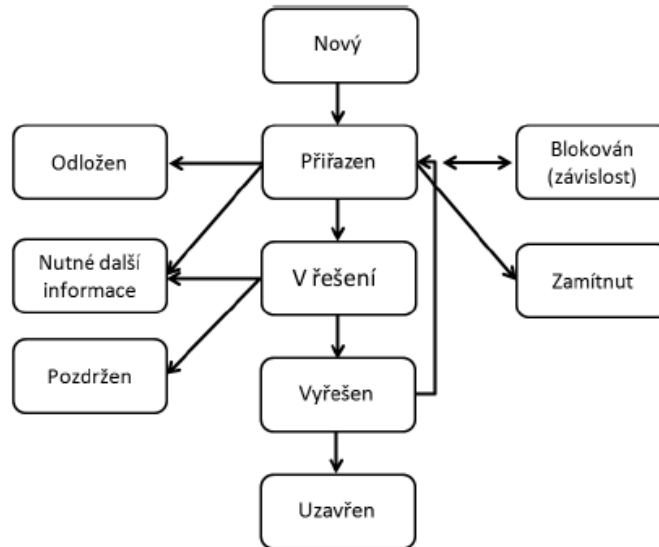 Nový
Odložen
Přiřazen
Blokován
(závislost)
Nutné další
informace
V řešení
Zamítnut
Pozdržen
Vyřešen
Uzavřen